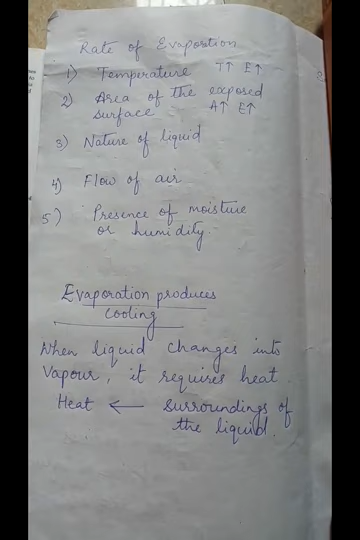 Rate of Evaporation
1) Temperature T↑ E↑
2) Area of the exposed
surface A↑ E↑
3) Nature of liquid
4) Flow of air
5) Presence of moisture
or humidity.
Evaporation produces
cooling
When liquid changes into
Vapour, it requires heat.
Heat ← Surroundings of
the liquid.